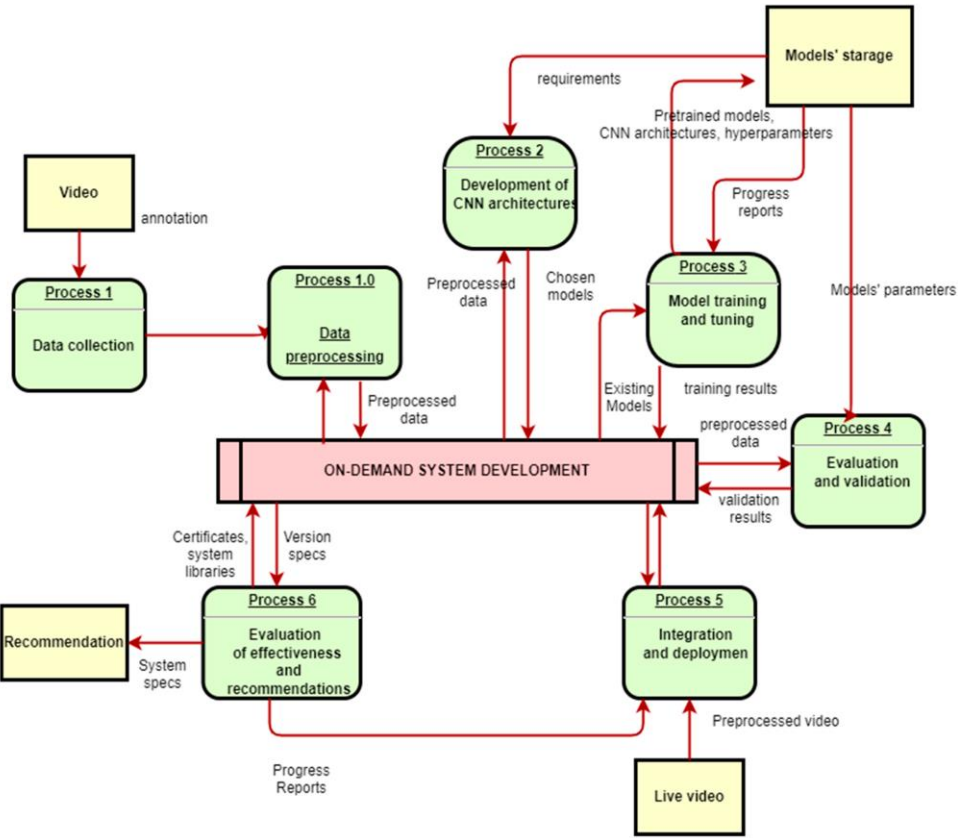 Models' starage
requirements
Pretrained models,
CNN architectures, hyperparameters
Process 2
Development of
CNN architectures
Video
annotation
Progress
reports
Process 3
Model training
and tuning
Process 1
Data collection
Process 1.0
Data
preprocessing
Preprocessed
data
Chosen
models
Models' parameters
Existing
Models
training results
Preprocessed
data
preprocessed
data
Process 4
Evaluation
and validation
ON-DEMAND SYSTEM DEVELOPMENT
validation
results
Certificates,
system
libraries
Version
specs
Process 6
Evaluation
of effectiveness
and
recommendations
Process 5
Integration
and deploymen
Recommendation
System
specs
Preprocessed video
Progress
Reports
Live video